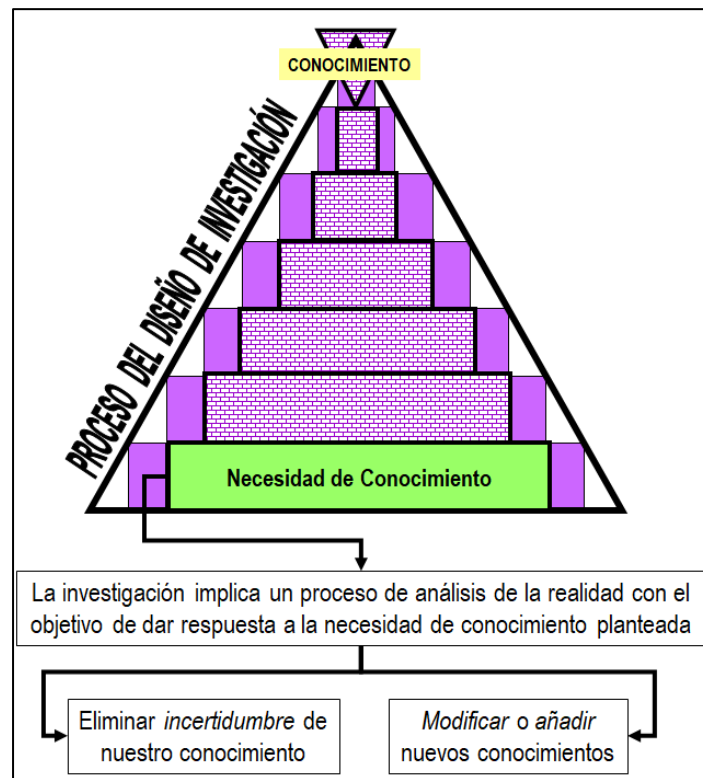 CONOCIMIENTO
PROCESO DEL DISEÑO DE INVESTIGACIÓN
Necesidad de Conocimiento
La investigación implica un proceso de análisis de la realidad con el
objetivo de dar respuesta a la necesidad de conocimiento planteada
Eliminar incertidumbre de
nuestro conocimiento
Modificar o añadir
nuevos conocimientos